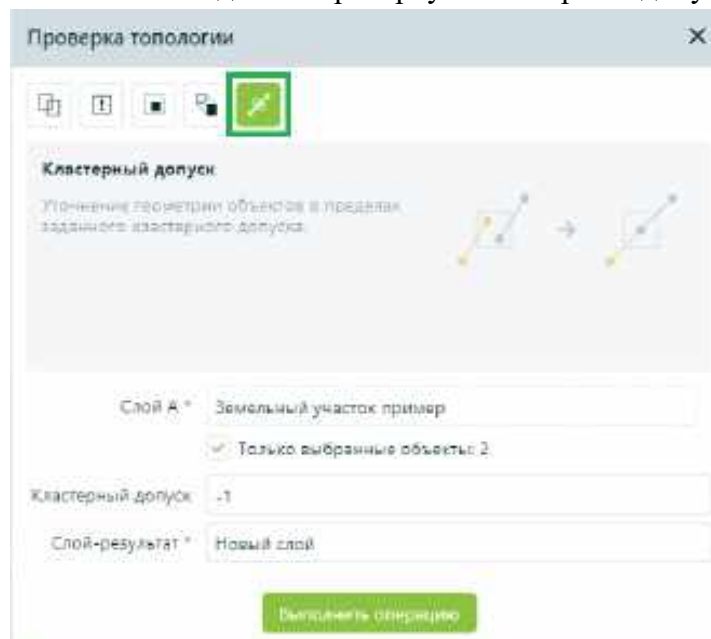 Проверка топологии
Кластерный допуск
Уточнение геометрии объектов в пределах
заданного кластерного допуска.
Слой А *
Земельный участок пример
Только выбранные объекты: 2
Кластерный допуск
-1
Слой-результат *
Новый слой
Выполнить операцию